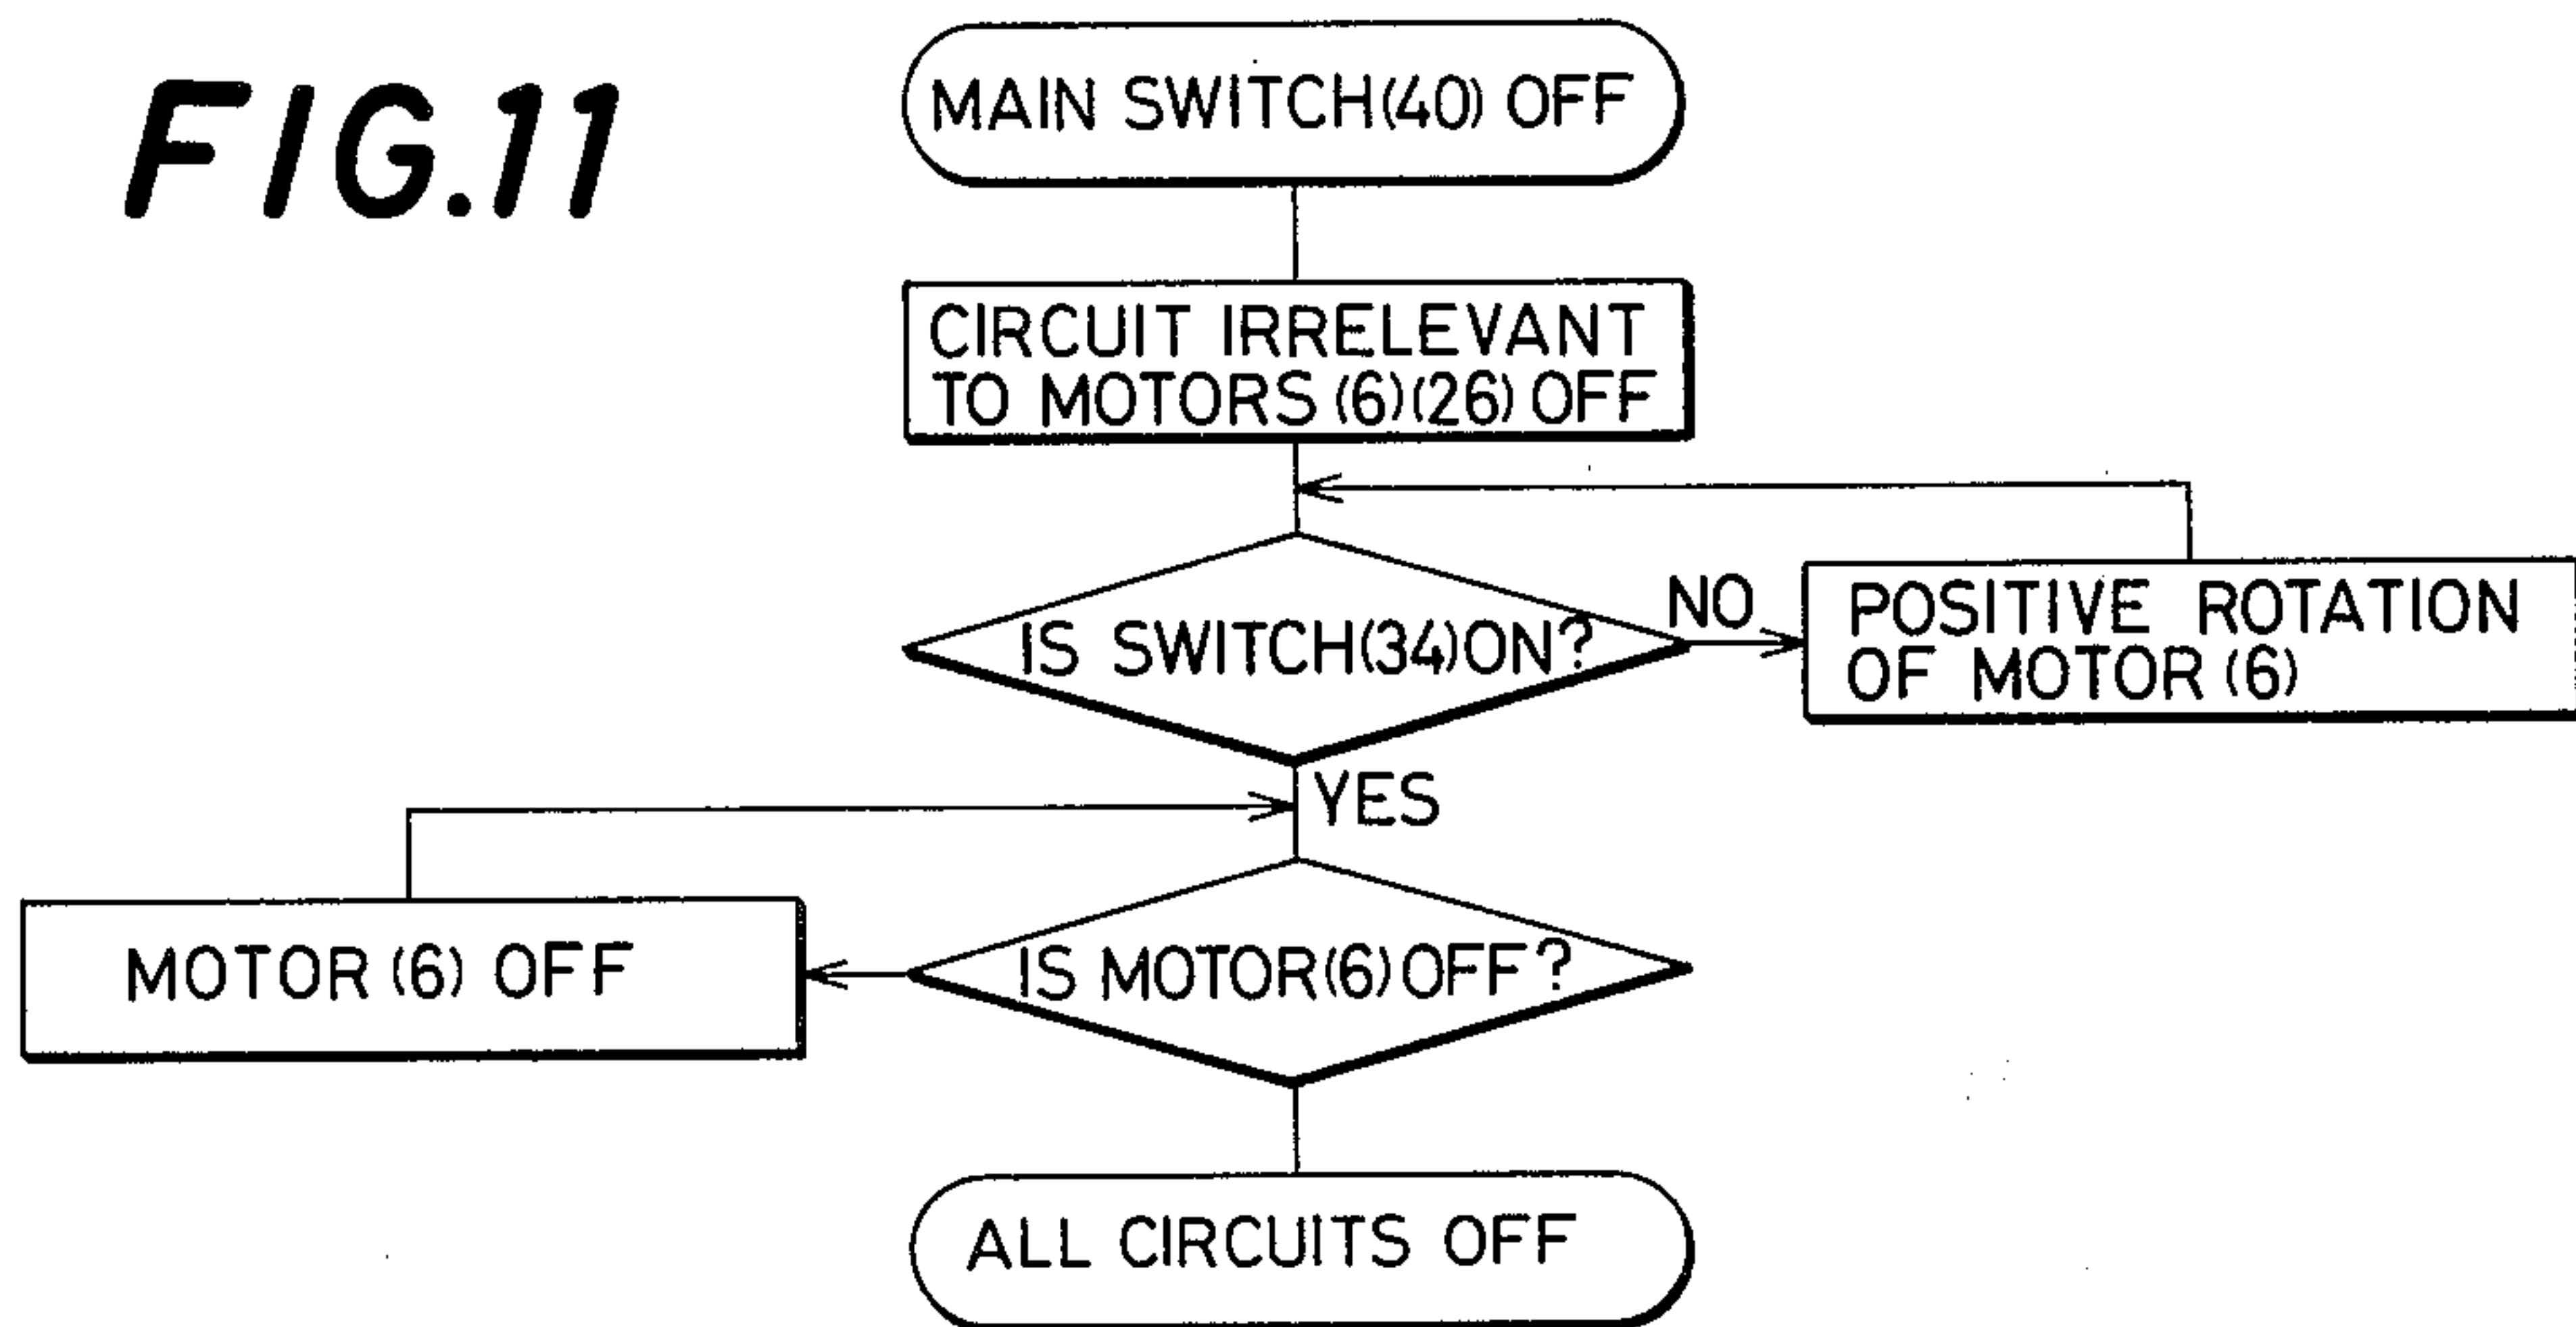 FIG.11
MAIN SWITCH(40) OFF
CIRCUIT IRRELEVANT
TO MOTORS (6)(26) OFF
IS SWITCH(34)ON?
NO
POSITIVE ROTATION
OF MOTOR (6)
YES
MOTOR (6) OFF
IS MOTOR(6)OFF?
ALL CIRCUITS OFF